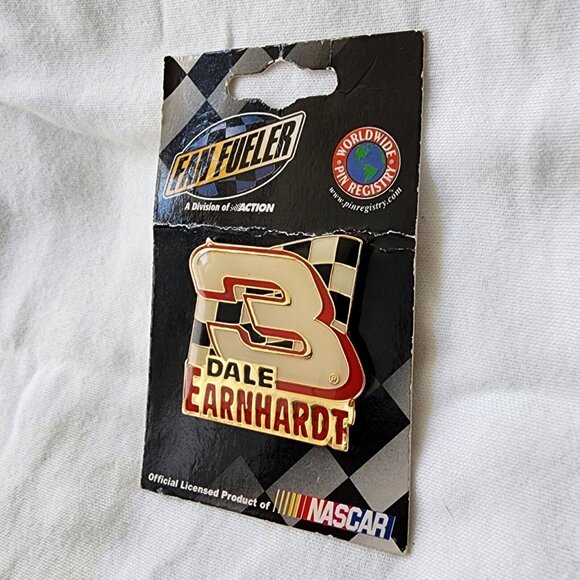 FAN FUELER
A Division of ACTION
WORLDWIDE
PIN REGISTRY
www.pinregistry.com
3
DALE
EARNHARDT
®
Official Licensed Product of NASCAR